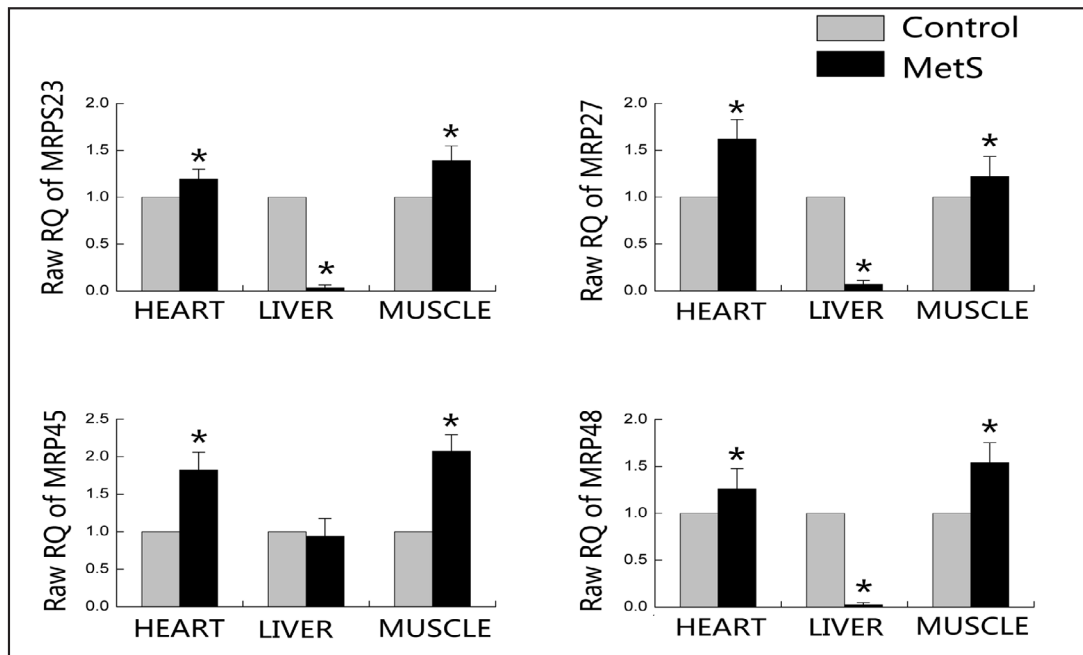 Control
MetS
Raw RQ of MRPS23
2.0
1.5
1.0
0.5
0.0
* * *
HEART LIVER MUSCLE
Raw RQ of MRP27
2.0
1.5
1.0
0.5
0.0
* * *
HEART LIVER MUSCLE
Raw RQ of MRP45
2.5
2.0
1.5
1.0
0.5
0.0
* *
HEART LIVER MUSCLE
Raw RQ of MRP48
2.0
1.5
1.0
0.5
0.0
* * *
HEART LIVER MUSCLE